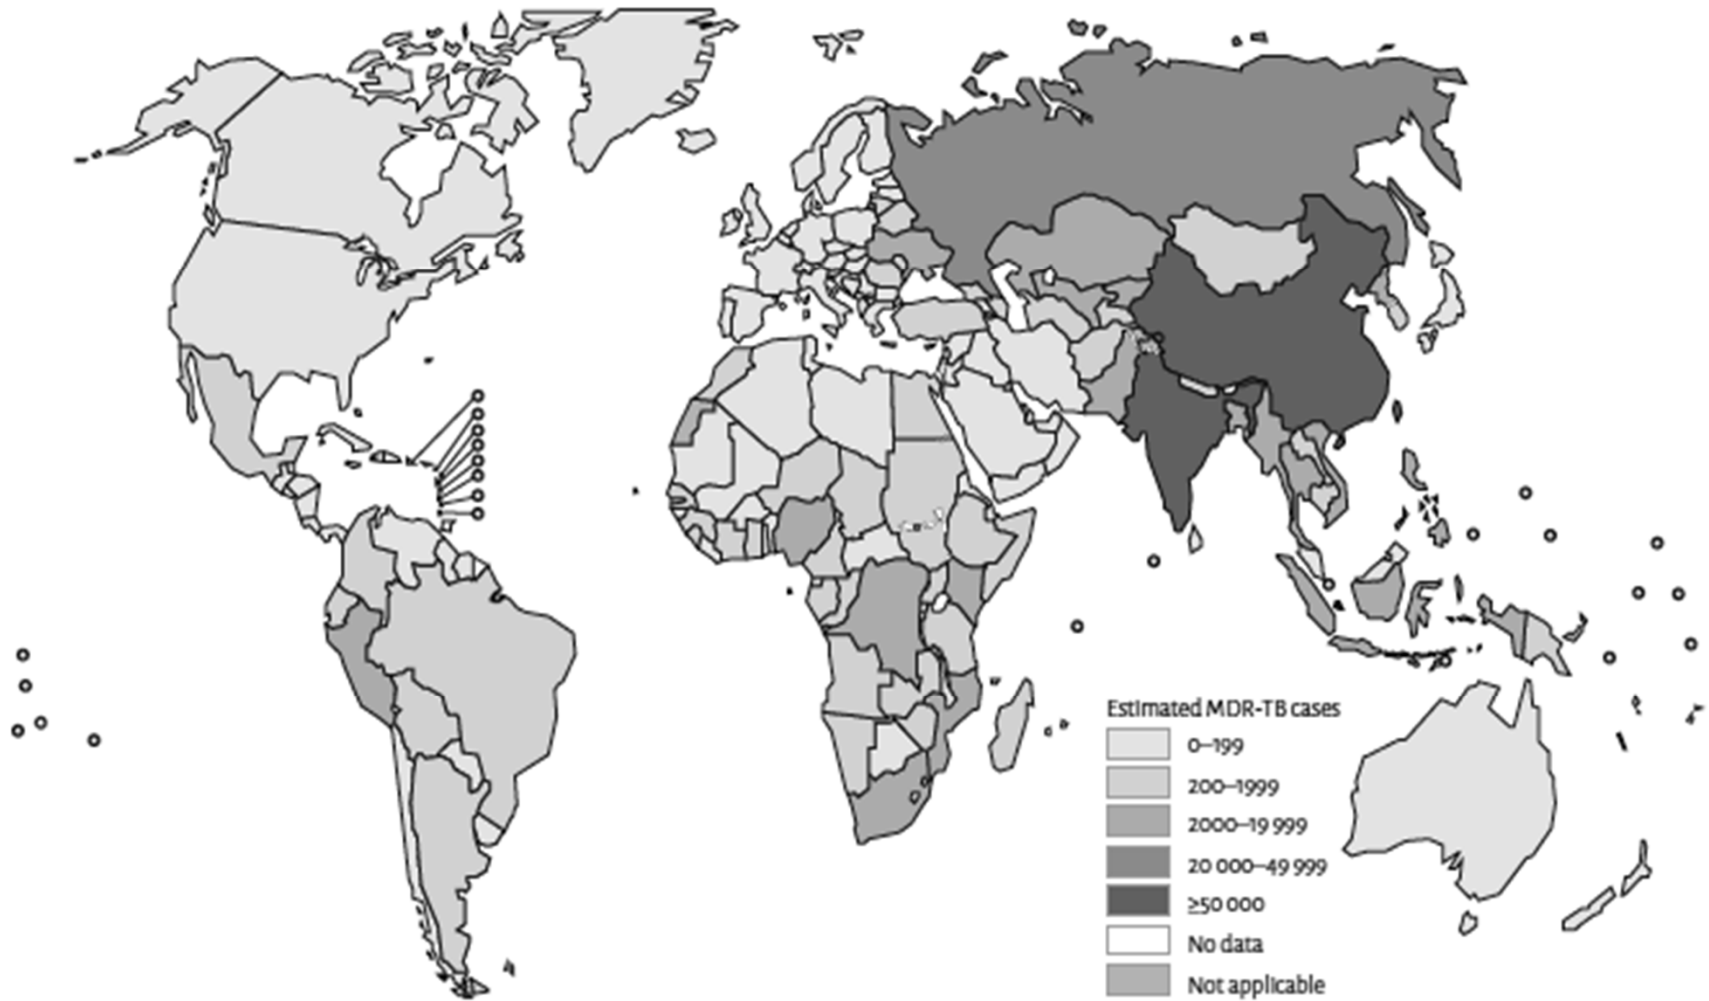 Estimated MDR-TB cases
0–199
200–1999
2000–19 999
20 000–49 999
≥50 000
No data
Not applicable